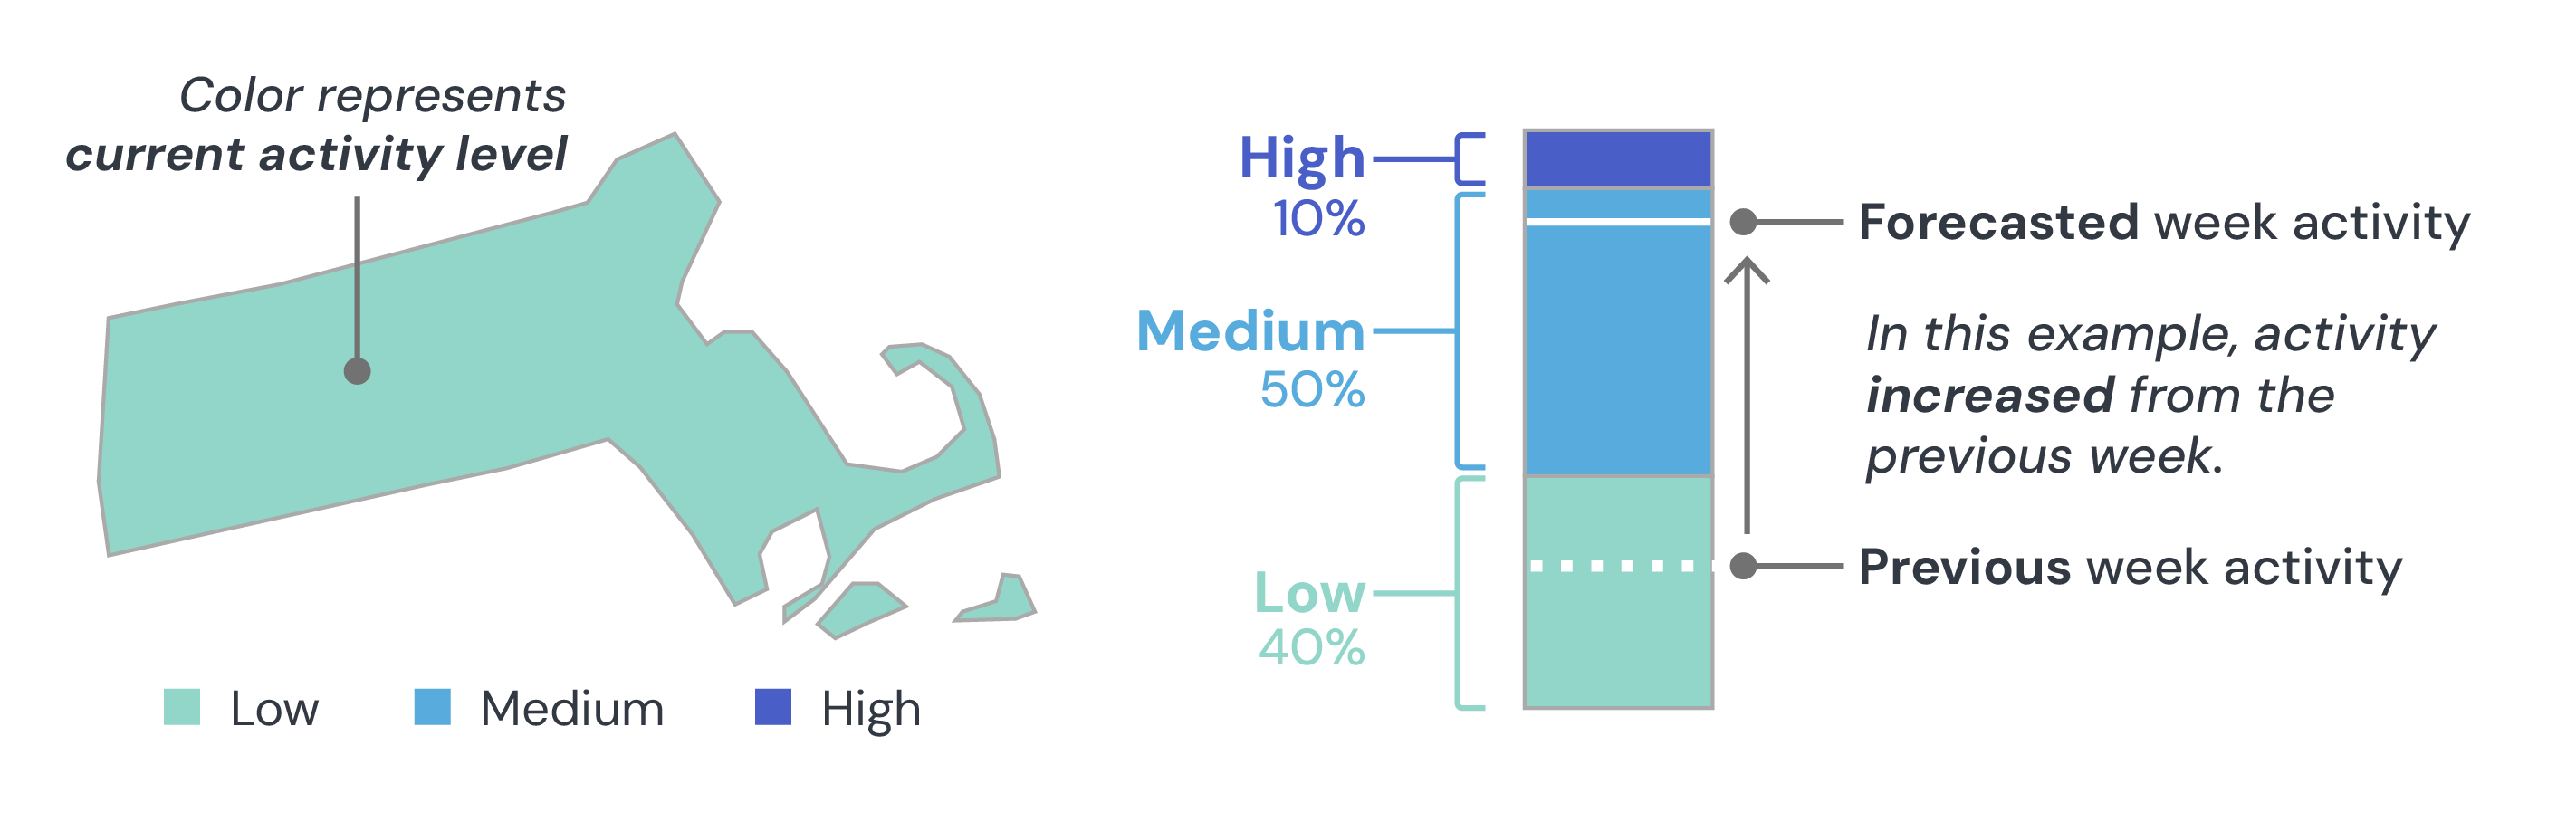 Color represents
current activity level
Low
Medium
High
High
10%
Medium
50%
Low
40%
Forecasted week activity
In this example, activity
increased from the
previous week.
Previous week activity